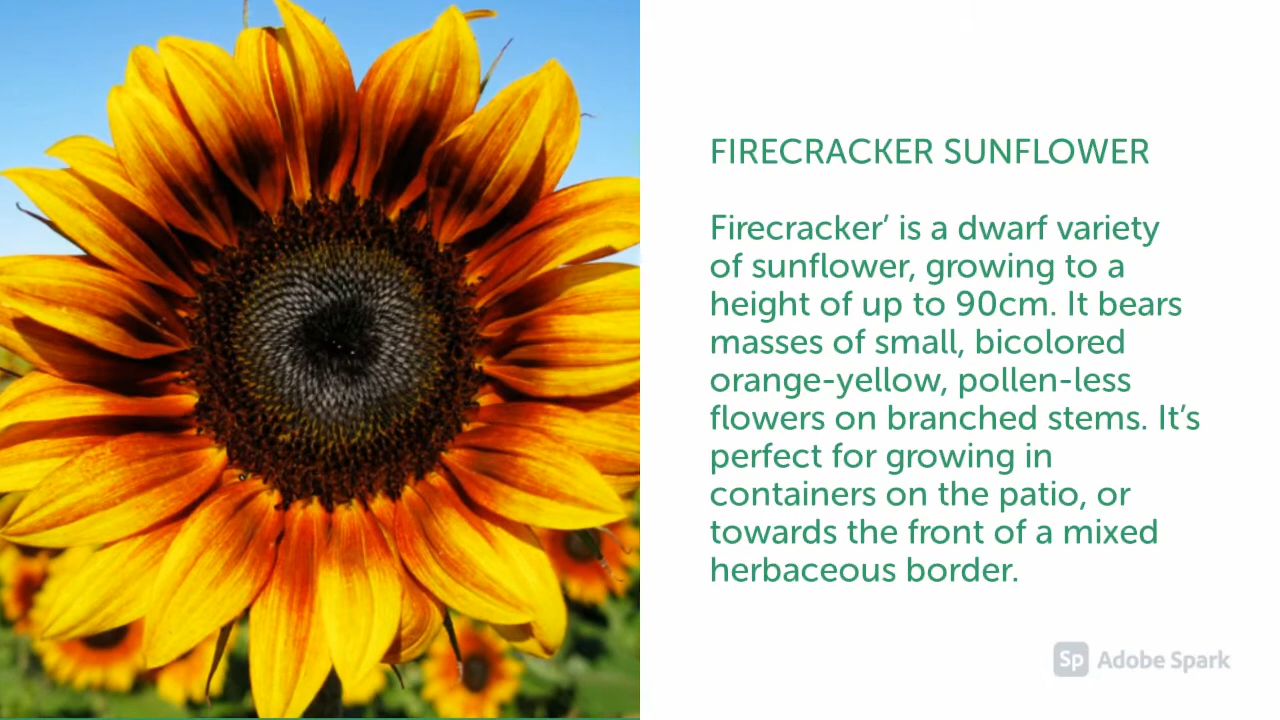 FIRECRACKER SUNFLOWER
Firecracker’ is a dwarf variety
of sunflower, growing to a
height of up to 90cm. It bears
masses of small, bicolored
orange-yellow, pollen-less
flowers on branched stems. It’s
perfect for growing in
containers on the patio, or
towards the front of a mixed
herbaceous border.
Sp Adobe Spark